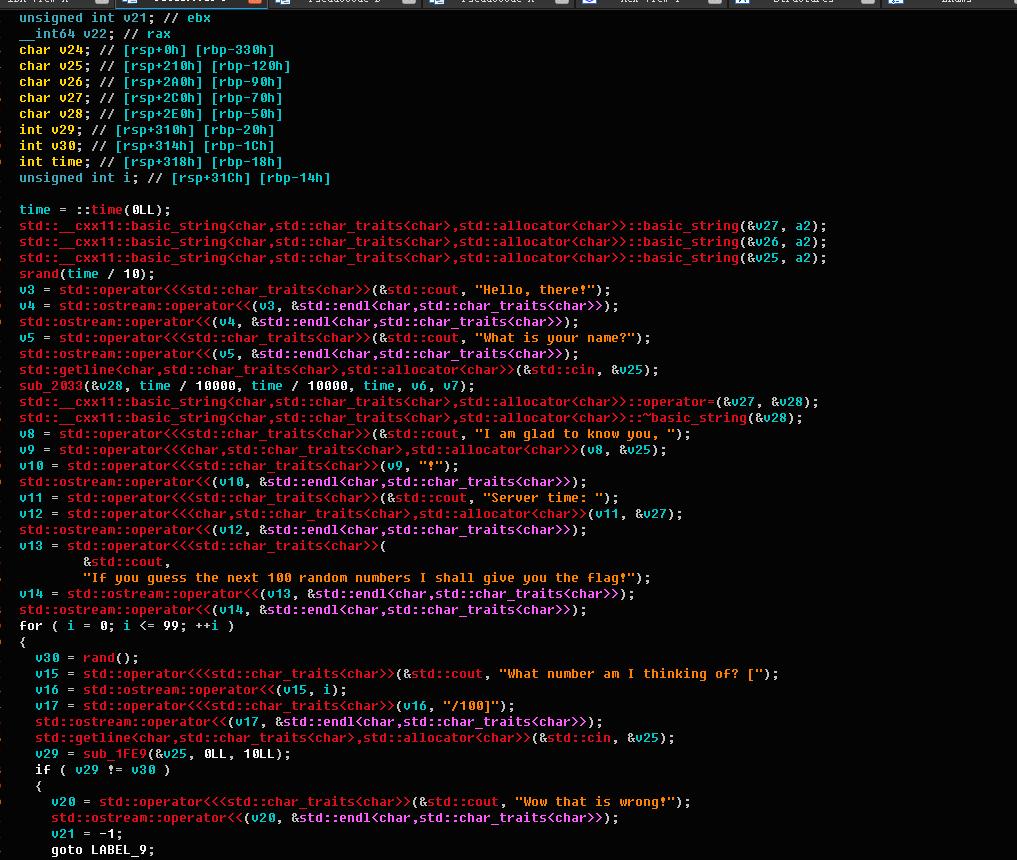 unsigned int v21; // ebx
__int64 v22; // rax
char v24; // [rsp+0h] [rbp-330h]
char v25; // [rsp+210h] [rbp-120h]
char v26; // [rsp+2A0h] [rbp-90h]
char v27; // [rsp+2C0h] [rbp-70h]
char v28; // [rsp+2E0h] [rbp-50h]
int v29; // [rsp+310h] [rbp-20h]
int v30; // [rsp+314h] [rbp-1Ch]
int time; // [rsp+318h] [rbp-18h]
unsigned int i; // [rsp+31Ch] [rbp-14h]
time = ::time(0LL);
std::__cxx11::basic_string<char,std::char_traits<char>,std::allocator<char>>::basic_string(&v27, a2);
std::__cxx11::basic_string<char,std::char_traits<char>,std::allocator<char>>::basic_string(&v26, a2);
std::__cxx11::basic_string<char,std::char_traits<char>,std::allocator<char>>::basic_string(&v25, a2);
srand(time / 10);
v3 = std::operator<<<std::char_traits<char>>(&std::cout, "Hello, there!");
v4 = std::ostream::operator<<(v3, &std::endl<char,std::char_traits<char>>);
std::ostream::operator<<(v4, &std::endl<char,std::char_traits<char>>);
v5 = std::operator<<<std::char_traits<char>>(&std::cout, "What is your name?");
std::ostream::operator<<(v5, &std::endl<char,std::char_traits<char>>);
std::getline<char,std::char_traits<char>,std::allocator<char>>(&std::cin, &v25);
sub_2033(&v28, time / 10000, time / 10000, time, v6, v7);
std::__cxx11::basic_string<char,std::char_traits<char>,std::allocator<char>>::operator=(&v27, &v28);
std::__cxx11::basic_string<char,std::char_traits<char>,std::allocator<char>>::~basic_string(&v28);
v8 = std::operator<<<std::char_traits<char>>(&std::cout, "I am glad to know you, ");
v9 = std::operator<<<char,std::char_traits<char>,std::allocator<char>>(v8, &v25);
v10 = std::operator<<<std::char_traits<char>>(v9, "!");
std::ostream::operator<<(v10, &std::endl<char,std::char_traits<char>>);
v11 = std::operator<<<std::char_traits<char>>(&std::cout, "Server time: ");
v12 = std::operator<<<char,std::char_traits<char>,std::allocator<char>>(v11, &v27);
std::ostream::operator<<(v12, &std::endl<char,std::char_traits<char>>);
v13 = std::operator<<<std::char_traits<char>>(
&std::cout,
"If you guess the next 100 random numbers I shall give you the flag!");
v14 = std::ostream::operator<<(v13, &std::endl<char,std::char_traits<char>>);
std::ostream::operator<<(v14, &std::endl<char,std::char_traits<char>>);
for ( i = 0; i <= 99; ++i )
{
v30 = rand();
v15 = std::operator<<<std::char_traits<char>>(&std::cout, "What number am I thinking of? [");
v16 = std::ostream::operator<<(v15, i);
v17 = std::operator<<<std::char_traits<char>>(v16, "/100]");
std::ostream::operator<<(v17, &std::endl<char,std::char_traits<char>>);
std::getline<char,std::char_traits<char>,std::allocator<char>>(&std::cin, &v25);
v29 = sub_1FE9(&v25, 0LL, 10LL);
if ( v29 != v30 )
{
v20 = std::operator<<<std::char_traits<char>>(&std::cout, "Wow that is wrong!");
std::ostream::operator<<(v20, &std::endl<char,std::char_traits<char>>);
v21 = -1;
goto LABEL_9;